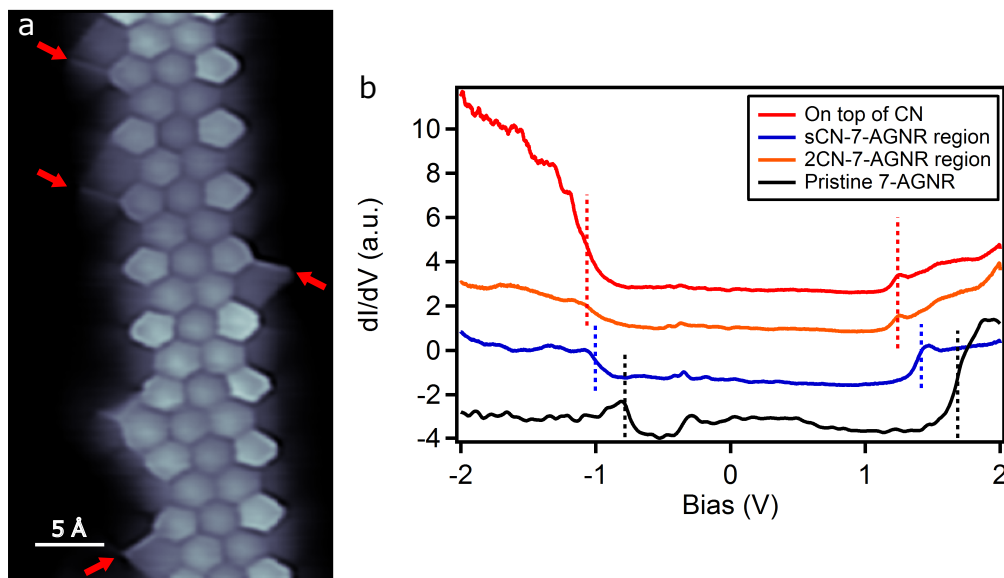 a
5 Å
b
On top of CN
sCN-7-AGNR region
2CN-7-AGNR region
Pristine 7-AGNR
dI/dV (a.u.)
10
8
6
4
2
0
-2
-4
-2
-1
0
1
2
Bias (V)